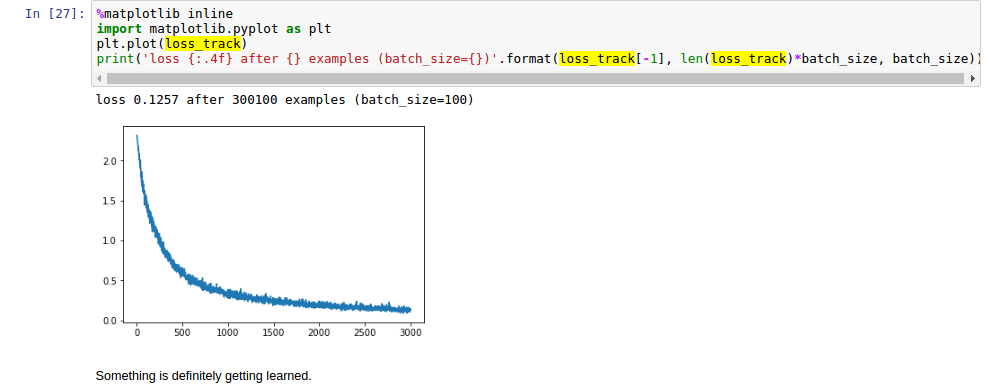 In [27]: %matplotlib inline
import matplotlib.pyplot as plt
plt.plot(loss_track)
print('loss {:.4f} after {} examples (batch_size={})'.format(loss_track[-1], len(loss_track)*batch_size, batch_size))
loss 0.1257 after 300100 examples (batch_size=100)
2.0
1.5
1.0
0.5
0.0
0 500 1000 1500 2000 2500 3000
Something is definitely getting learned.